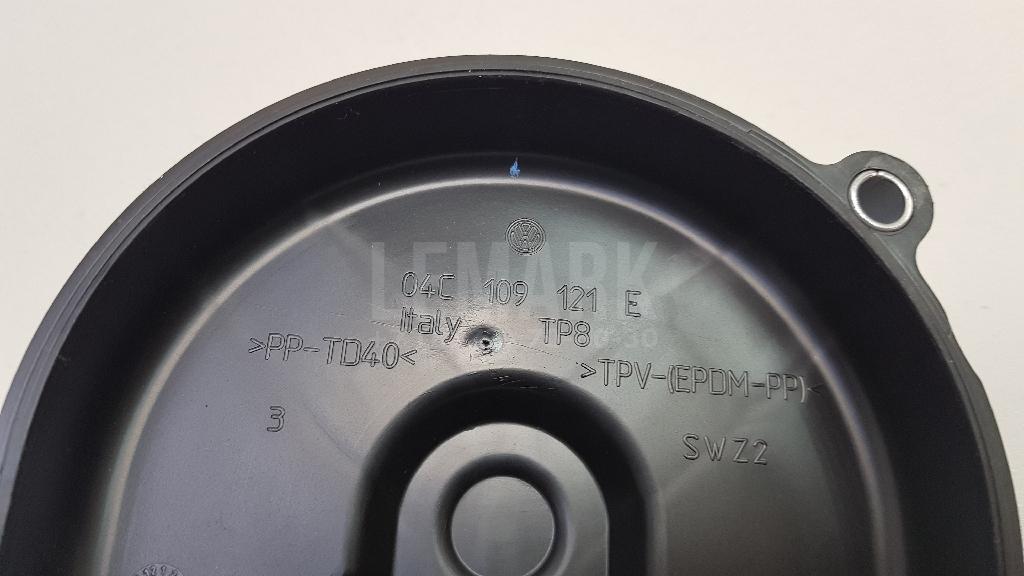 LEMARK
04C 109 121 E
Italy TP8
>PP-TD40<
>TPV-(EPDM-PP)<
3
SWZ2